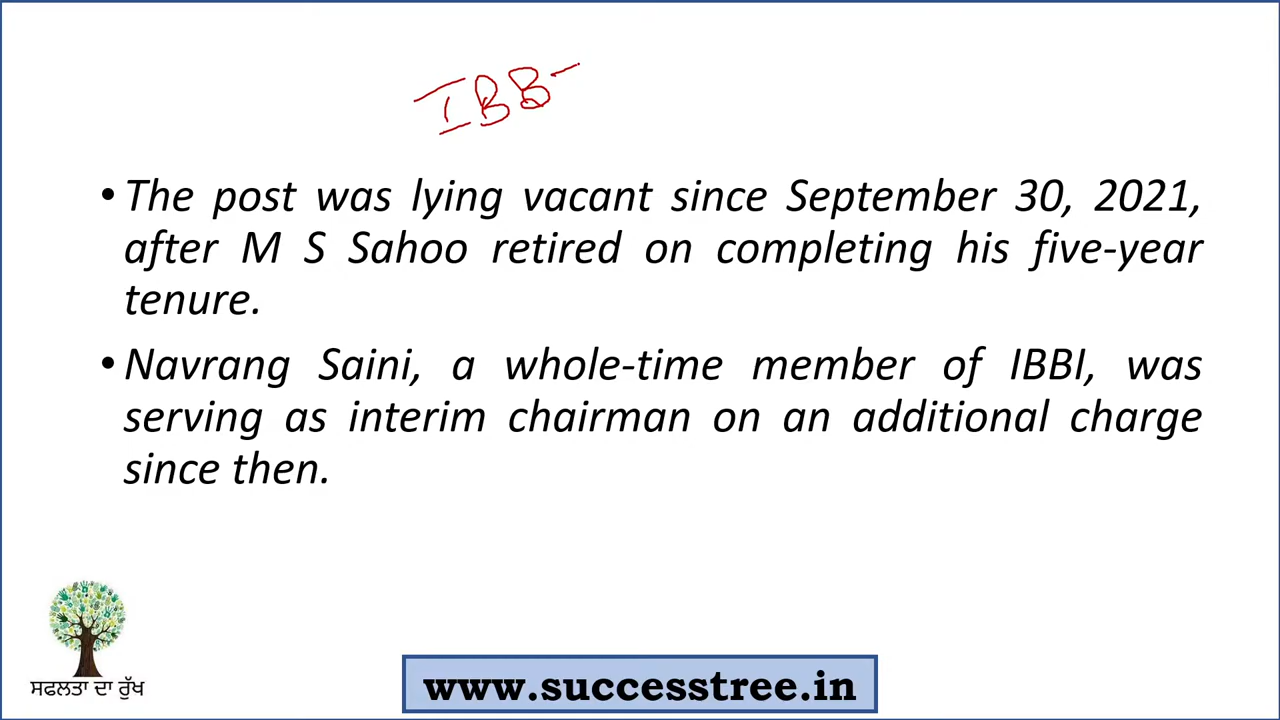 IBB-
• The post was lying vacant since September 30, 2021,
after M S Sahoo retired on completing his five-year
tenure.
• Navrang Saini, a whole-time member of IBBI, was
serving as interim chairman on an additional charge
since then.
ਸਫਲਤਾ ਦਾ ਰੁੱਖ
www.successtree.in